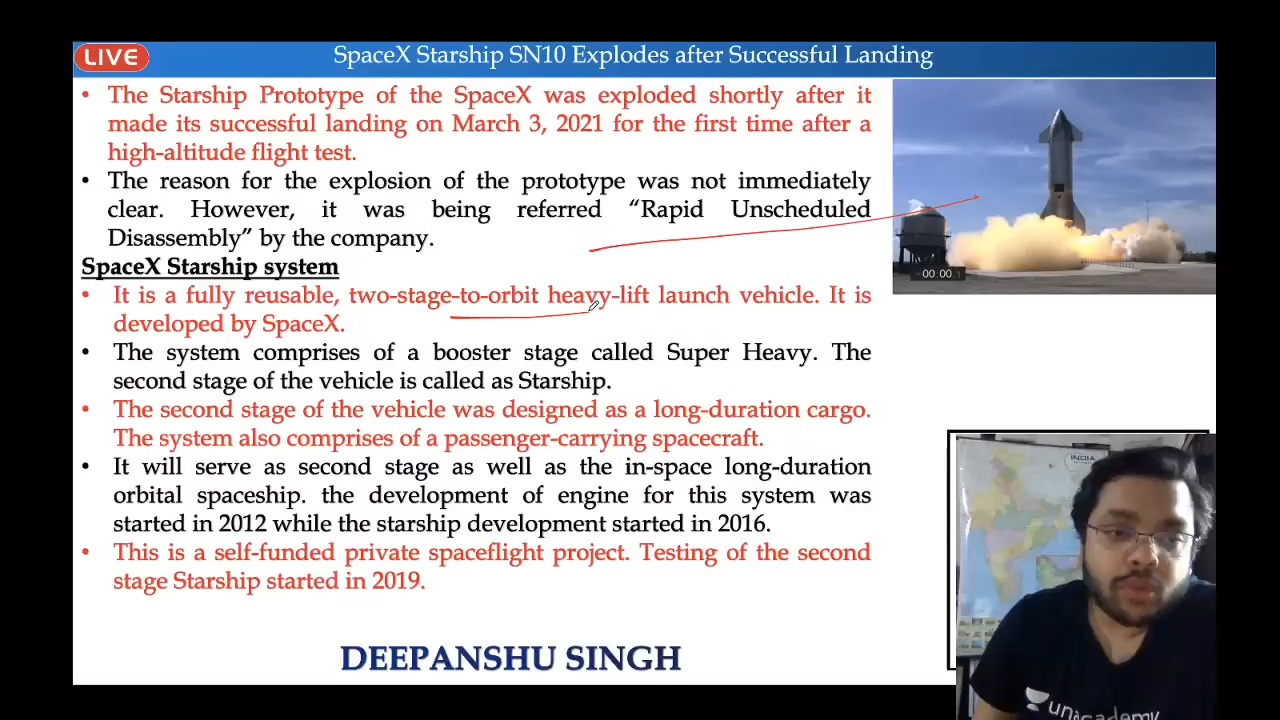 LIVE
SpaceX Starship SN10 Explodes after Successful Landing
• The Starship Prototype of the SpaceX was exploded shortly after it
made its successful landing on March 3, 2021 for the first time after a
high-altitude flight test.
• The reason for the explosion of the prototype was not immediately
clear. However, it was being referred “Rapid Unscheduled
Disassembly” by the company.
SpaceX Starship system
• It is a fully reusable, two-stage-to-orbit heavy-lift launch vehicle. It is
developed by SpaceX.
• The system comprises of a booster stage called Super Heavy. The
second stage of the vehicle is called as Starship.
• The second stage of the vehicle was designed as a long-duration cargo.
The system also comprises of a passenger-carrying spacecraft.
• It will serve as second stage as well as the in-space long-duration
orbital spaceship. the development of engine for this system was
started in 2012 while the starship development started in 2016.
• This is a self-funded private spaceflight project. Testing of the second
stage Starship started in 2019.
DEEPANSHU SINGH
INDIA
unacademy